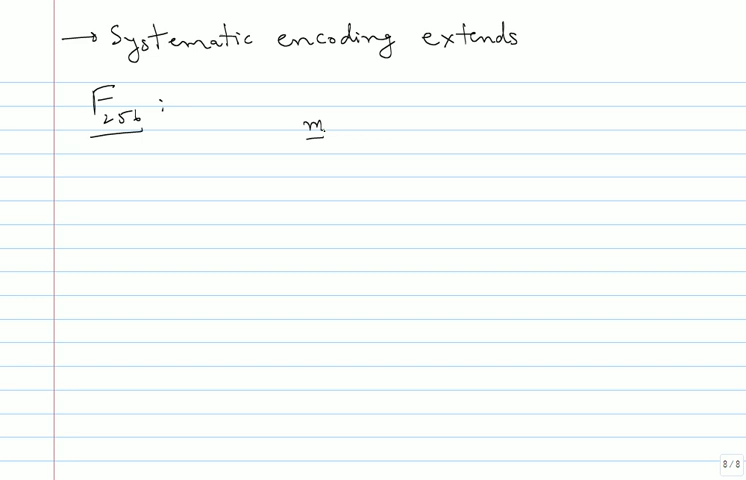 → Systematic encoding extends
F256 :
m
8 / 8